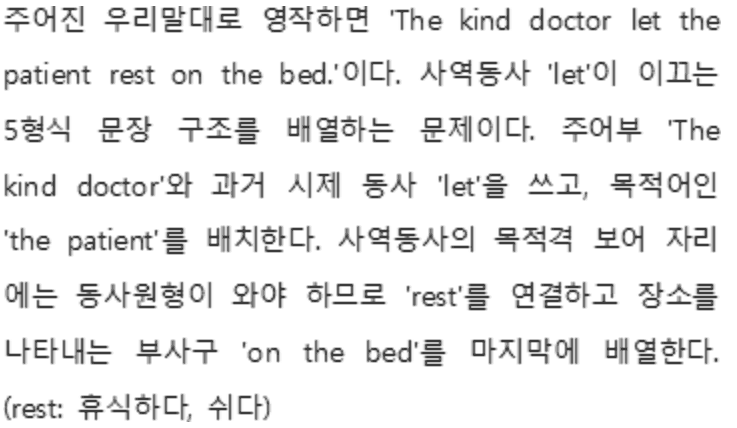 주어진 우리말대로 영작하면 'The kind doctor let the
patient rest on the bed.'이다. 사역동사 'let'이 이끄는
5형식 문장 구조를 배열하는 문제이다. 주어부 'The
kind doctor'와 과거 시제 동사 'let'을 쓰고, 목적어인
'the patient'를 배치한다. 사역동사의 목적격 보어 자리
에는 동사원형이 와야 하므로 'rest'를 연결하고 장소를
나타내는 부사구 'on the bed'를 마지막에 배열한다.
(rest: 휴식하다, 쉬다)